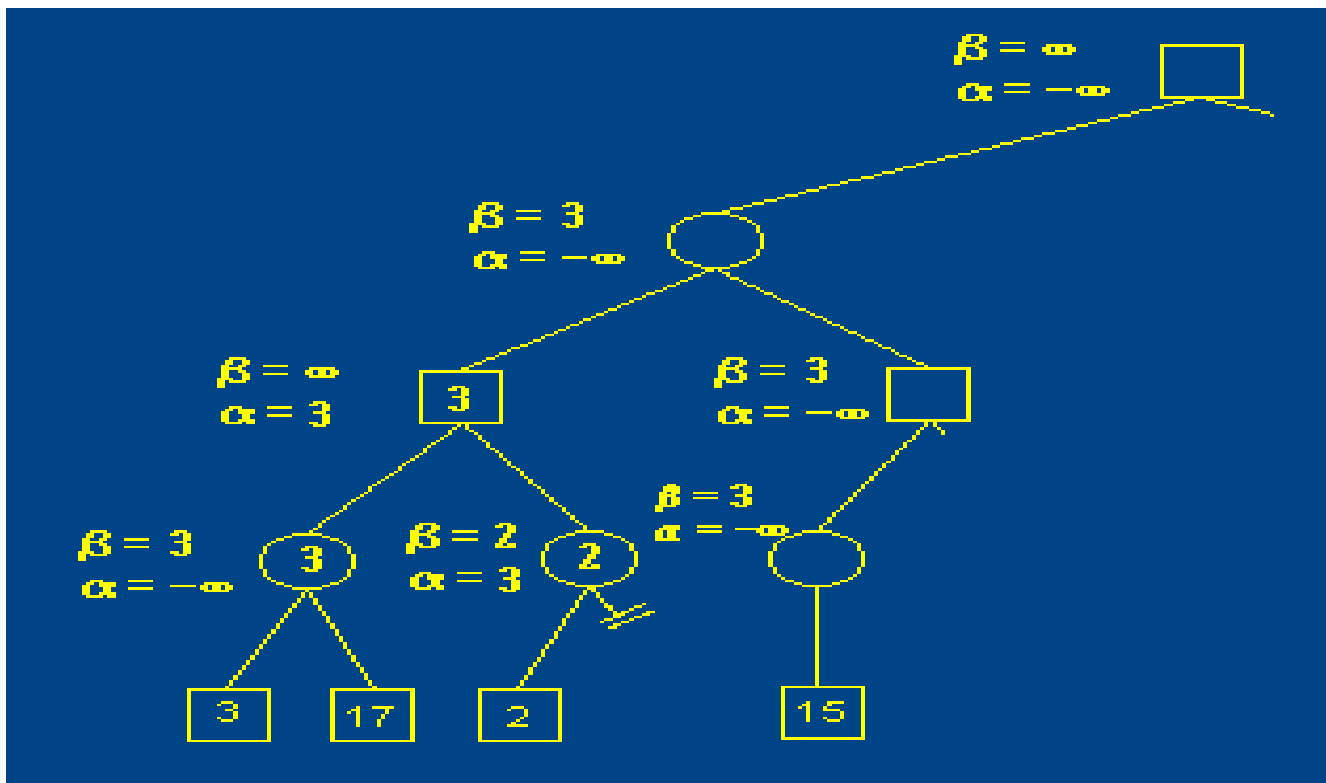 β = ∞
α = -∞
β = 3
α = -∞
β = ∞
α = 3
3
β = 3
α = -∞
β = 3
α = -∞
3
β = 2
α = 3
2
β = 3
α = -∞
3
17
2
15